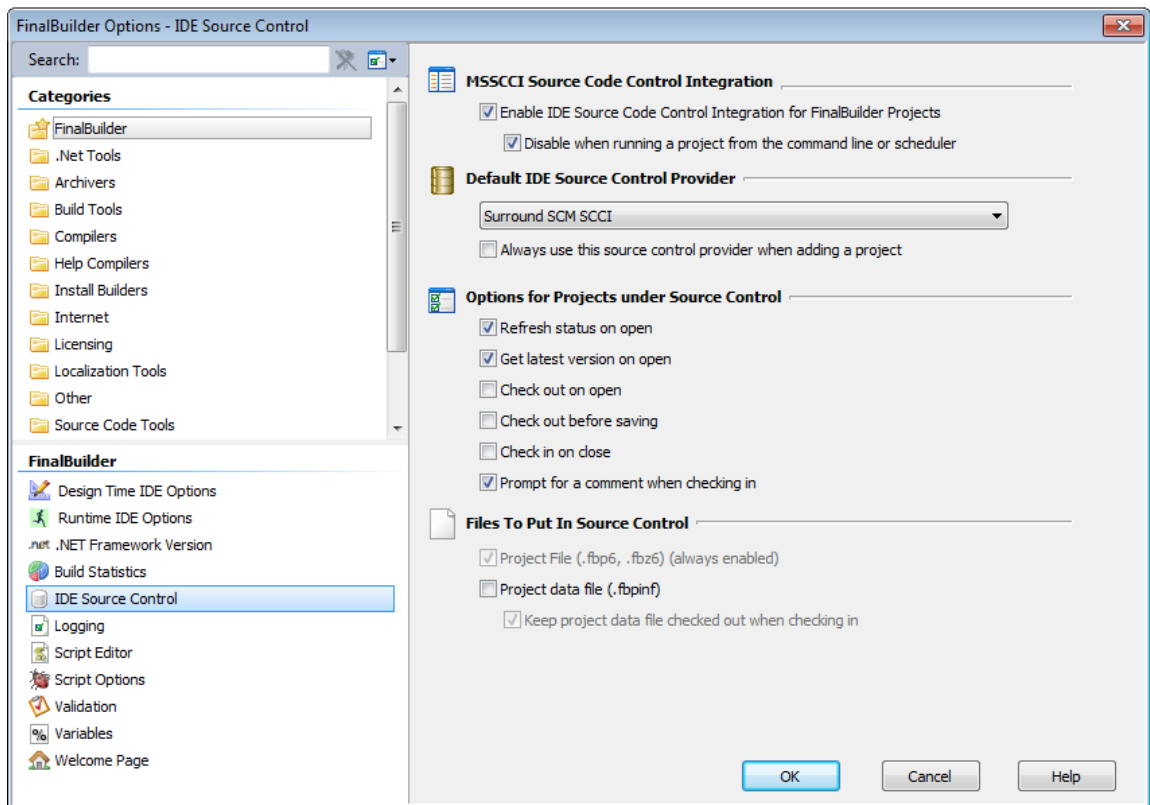 FinalBuilder Options - IDE Source Control
Search:
Categories
FinalBuilder
.Net Tools
Archivers
Build Tools
Compilers
Help Compilers
Install Builders
Internet
Licensing
Localization Tools
Other
Source Code Tools
FinalBuilder
Design Time IDE Options
Runtime IDE Options
.net .NET Framework Version
Build Statistics
IDE Source Control
Logging
Script Editor
Script Options
Validation
% Variables
Welcome Page
MSSCCI Source Code Control Integration
Enable IDE Source Code Control Integration for FinalBuilder Projects
Disable when running a project from the command line or scheduler
Default IDE Source Control Provider
Surround SCM SCCI
Always use this source control provider when adding a project
Options for Projects under Source Control
Refresh status on open
Get latest version on open
Check out on open
Check out before saving
Check in on close
Prompt for a comment when checking in
Files To Put In Source Control
Project File (.fbp6, .fbz6) (always enabled)
Project data file (.fbpinf)
Keep project data file checked out when checking in
OK
Cancel
Help